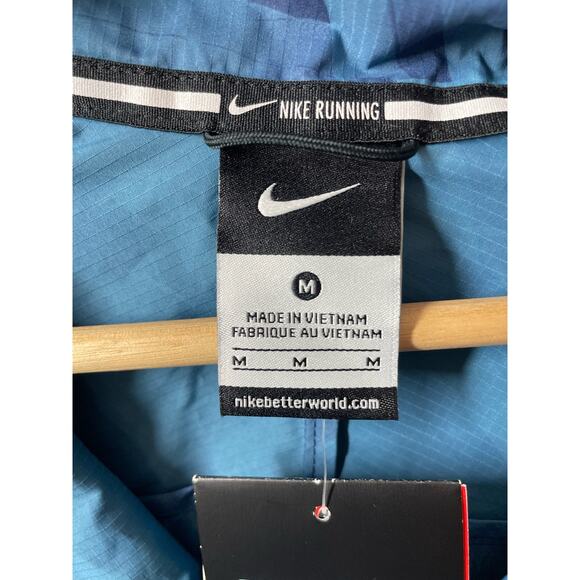 NIKE RUNNING
M
MADE IN VIETNAM
FABRIQUE AU VIETNAM
M M M
nikebetterworld.com